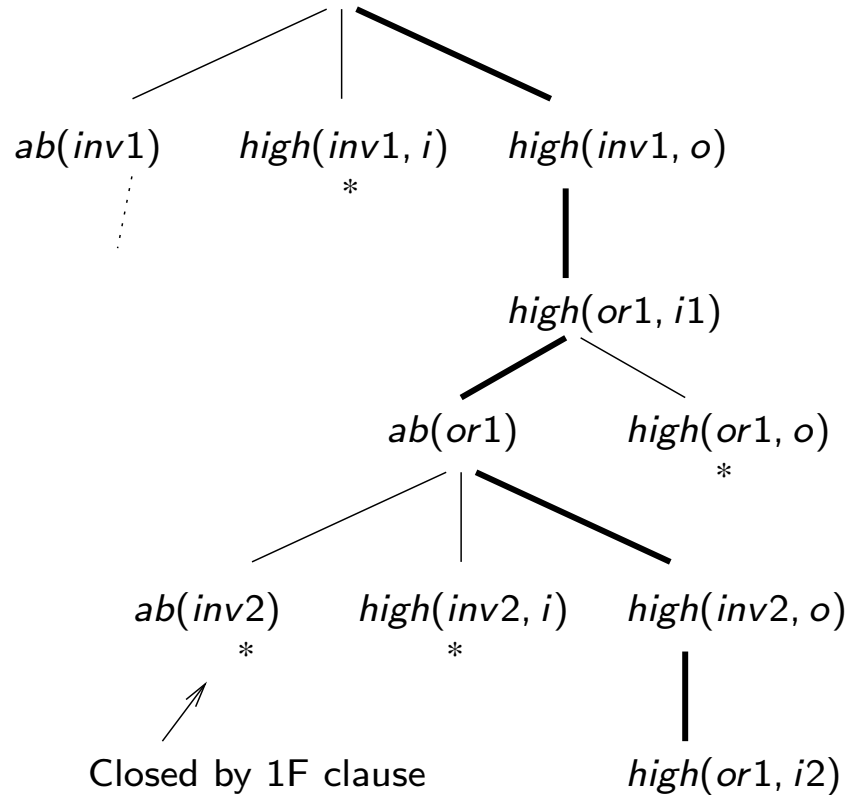 ab(inv1) high(inv1, i) high(inv1, o)
*
high(or1, i1)
ab(or1) high(or1, o)
*
ab(inv2) high(inv2, i) high(inv2, o)
* *
Closed by 1F clause high(or1, i2)